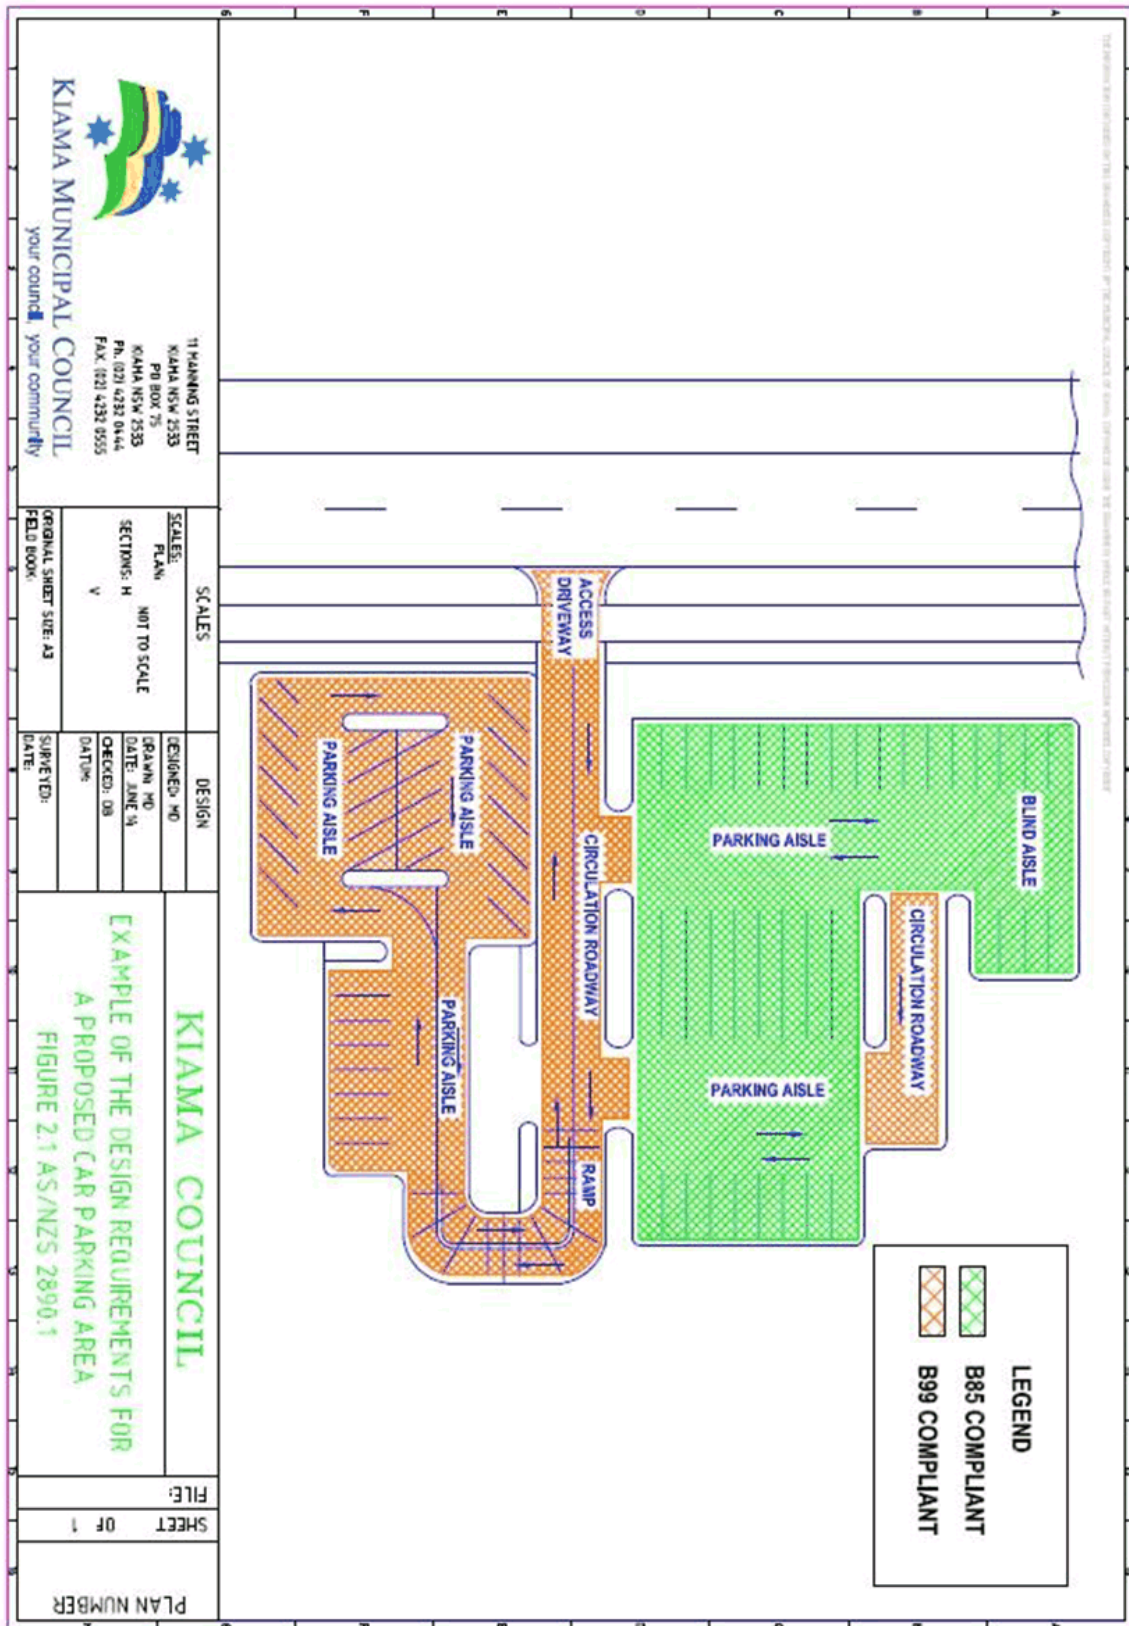 ACCESS
DRIVEWAY
CIRCULATION ROADWAY
RAMP
PARKING AISLE
PARKING AISLE
PARKING AISLE
PARKING AISLE
PARKING AISLE
BLIND AISLE
CIRCULATION ROADWAY
LEGEND
B85 COMPLIANT
B99 COMPLIANT
KIAMA MUNICIPAL COUNCIL
your council, your community
11 MANNING STREET
KIAMA NSW 2533
PO BOX 75
KIAMA NSW 2533
Ph. (02) 4232 0444
FAX. (02) 4232 0555
SCALES
SCALES:
PLAN: NOT TO SCALE
SECTIONS: H
V
ORIGINAL SHEET SIZE: A3
FIELD BOOK:
DESIGN
DESIGNED: MD
DRAWN: MD
DATE: JUNE 14
CHECKED: DB
DATUM:
SURVEYED:
DATE:
KIAMA COUNCIL
EXAMPLE OF THE DESIGN REQUIREMENTS FOR
A PROPOSED CAR PARKING AREA
FIGURE 2.1 AS/NZS 2890.1
FILE:
SHEET OF 1
PLAN NUMBER